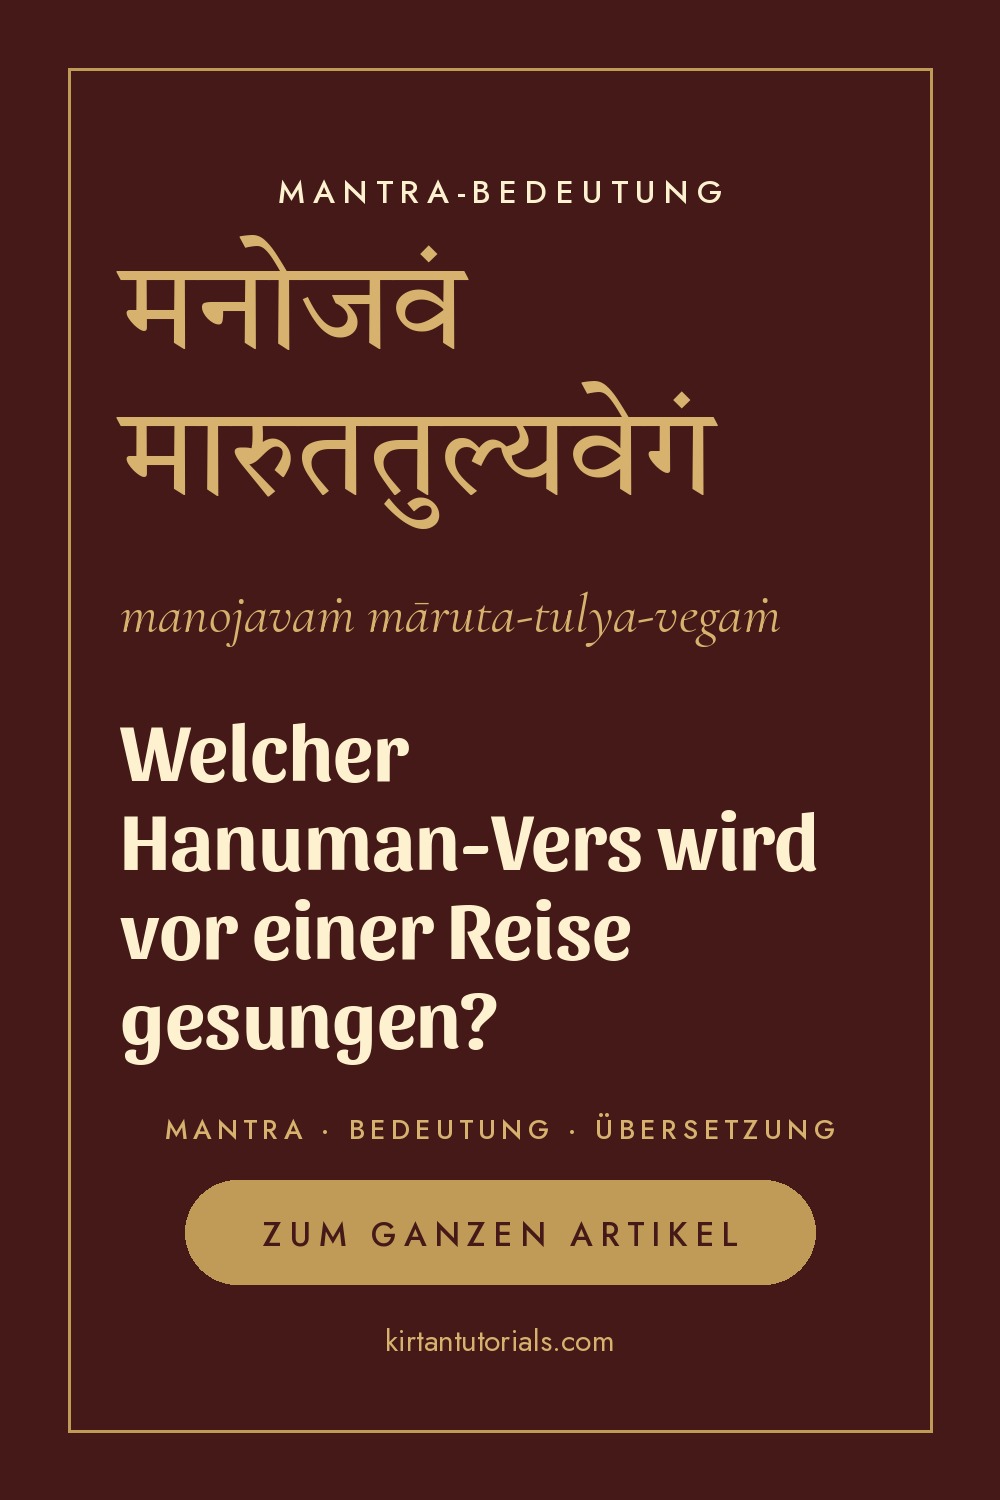 MANTRA-BEDEUTUNG
मनोजवं
मारुततुल्यवेगं
manojavaṁ māruta-tulya-vegaṁ
Welcher
Hanuman-Vers wird
vor einer Reise
gesungen?
MANTRA · BEDEUTUNG · ÜBERSETZUNG
ZUM GANZEN ARTIKEL
kirtantutorials.com